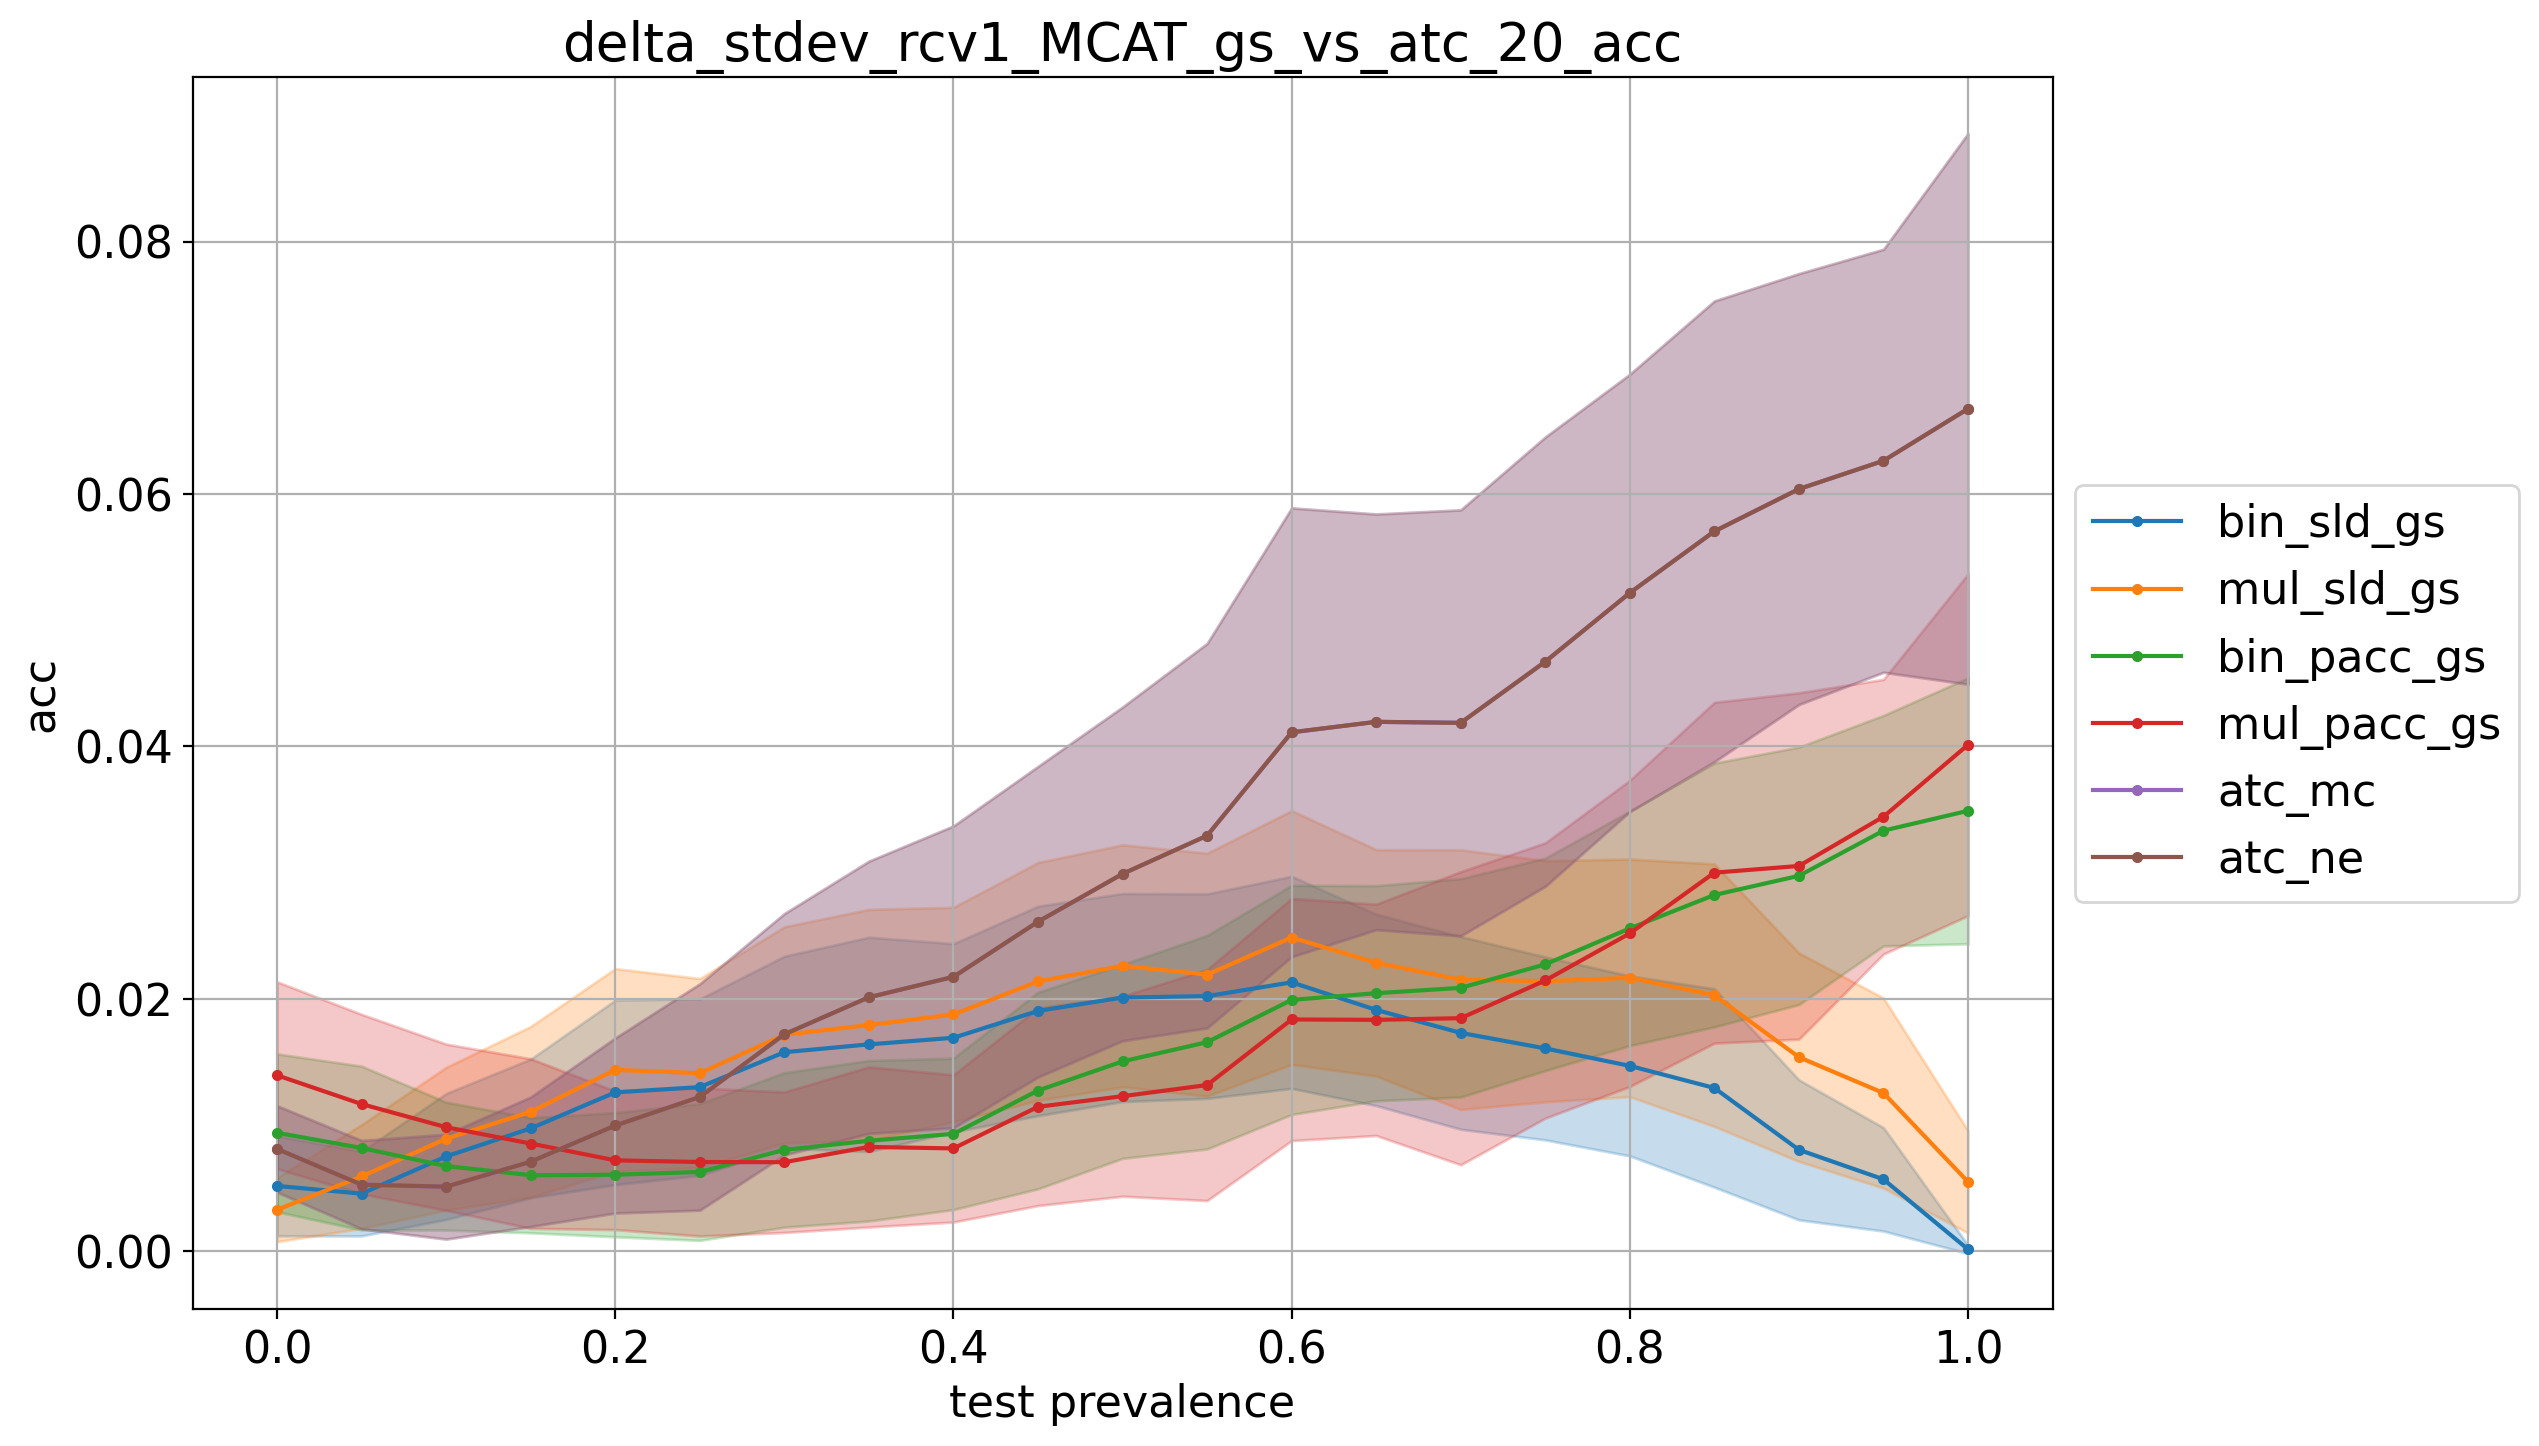 delta_stdev_rcv1_MCAT_gs_vs_atc_20_acc
acc
0.08
0.06
0.04
0.02
0.00
0.0 0.2 0.4 0.6 0.8 1.0
test prevalence
bin_sld_gs
mul_sld_gs
bin_pacc_gs
mul_pacc_gs
atc_mc
atc_ne